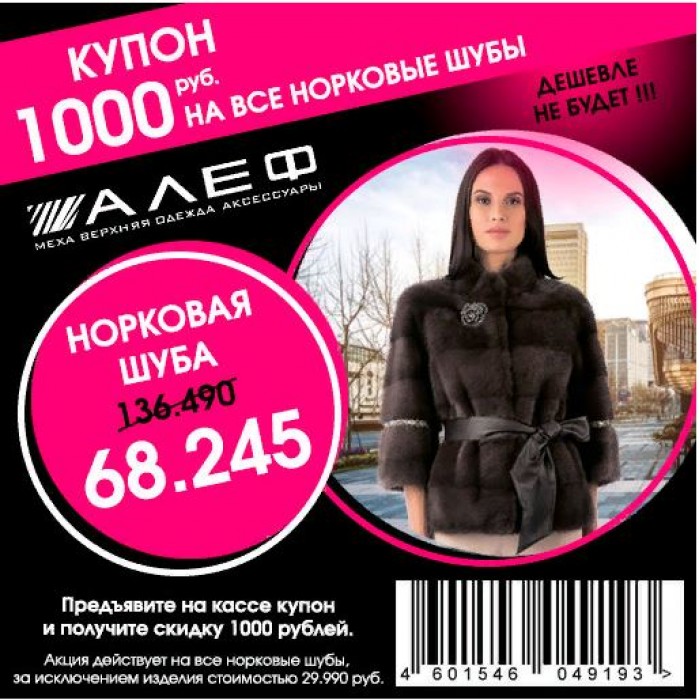 КУПОН
1000 руб. НА ВСЕ НОРКОВЫЕ ШУБЫ
ДЕШЕВЛЕ
НЕ БУДЕТ !!!
АЛЕФ
МЕХА ВЕРХНЯЯ ОДЕЖДА АКСЕССУАРЫ
НОРКОВАЯ
ШУБА
136.490
68.245
Предъявите на кассе купон
и получите скидку 1000 рублей.
Акция действует на все норковые шубы,
за исключением изделия стоимостью 29.990 руб.
4 601546 049193 >